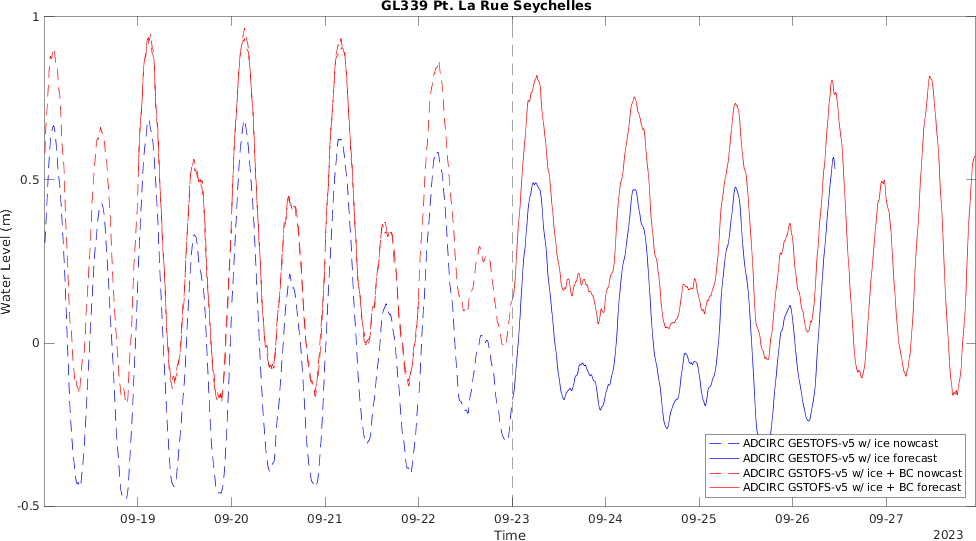 GL339 Pt. La Rue Seychelles
1
0.5
0
-0.5
Water Level (m)
09-19
09-20
09-21
09-22
09-23
09-24
09-25
09-26
09-27
Time
2023
ADCIRC GESTOFS-v5 w/ ice nowcast
ADCIRC GESTOFS-v5 w/ ice forecast
ADCIRC GSTOFS-v5 w/ ice + BC nowcast
ADCIRC GSTOFS-v5 w/ ice + BC forecast